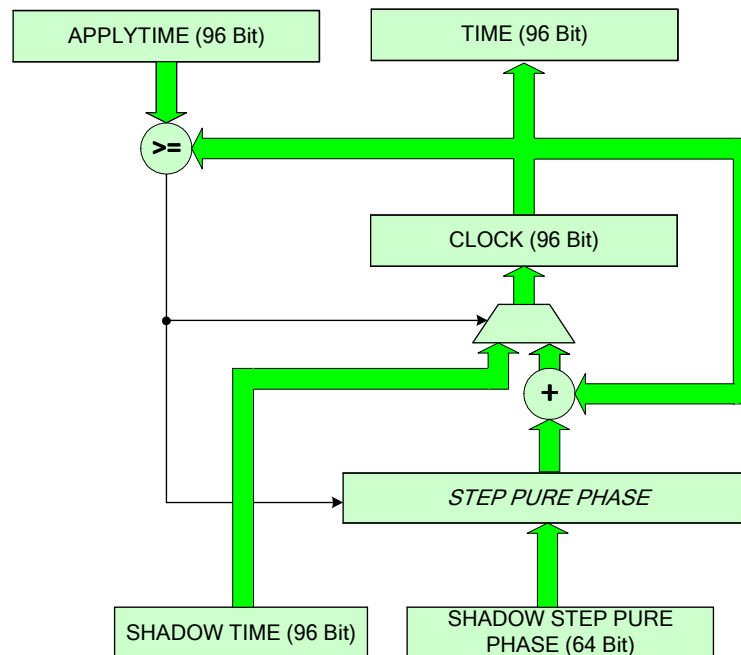 APPLYTIME (96 Bit)
TIME (96 Bit)
>=
CLOCK (96 Bit)
+
STEP PURE PHASE
SHADOW TIME (96 Bit)
SHADOW STEP PURE
PHASE (64 Bit)